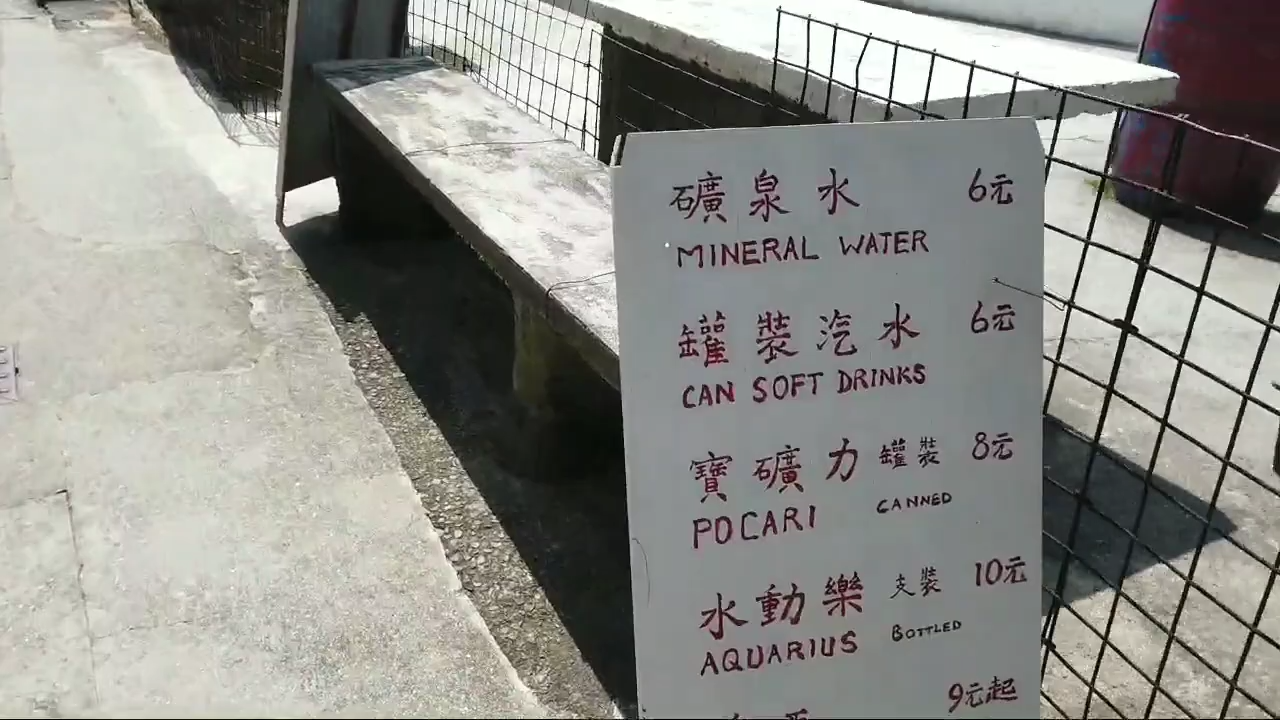 礦泉水 6元
MINERAL WATER
罐裝汽水 6元
CAN SOFT DRINKS
寶礦力 罐裝 8元
POCARI CANNED
水動樂 支裝 10元
AQUARIUS BOTTLED
9元起